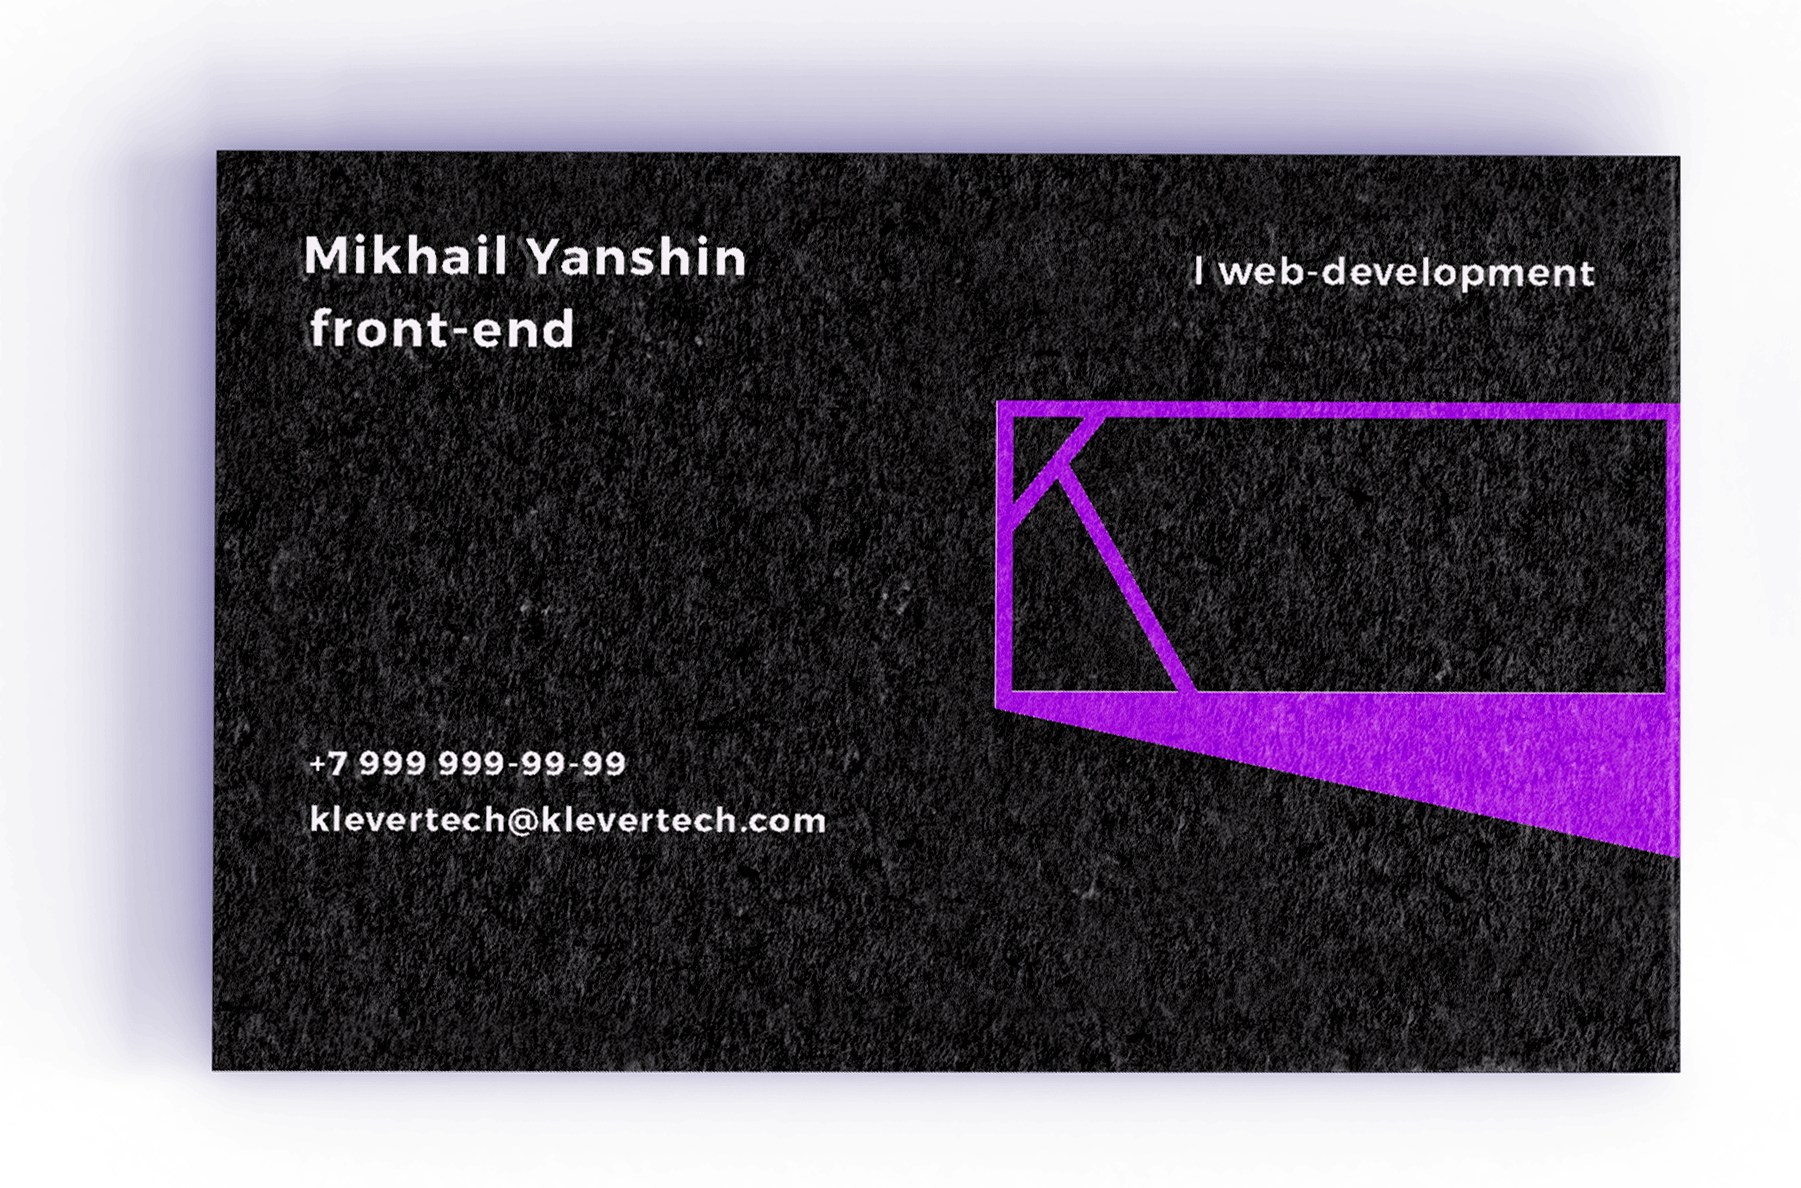 Mikhail Yanshin
front-end
| web-development
+7 999 999-99-99
klevertech@klevertech.com